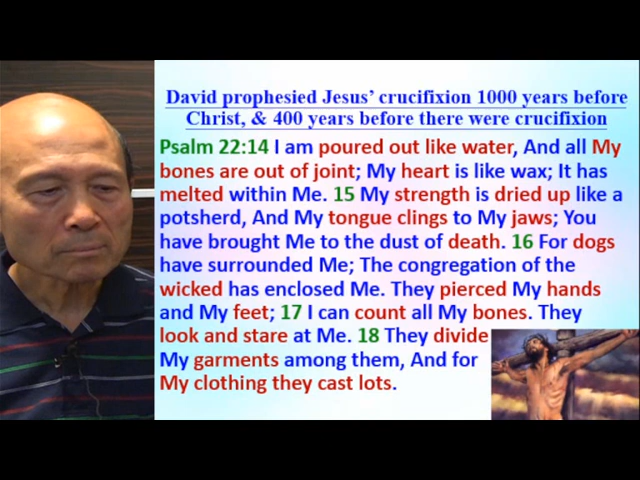 David prophesied Jesus’ crucifixion 1000 years before
Christ, & 400 years before there were crucifixion
Psalm 22:14 I am poured out like water, And all My
bones are out of joint; My heart is like wax; It has
melted within Me. 15 My strength is dried up like a
potsherd, And My tongue clings to My jaws; You
have brought Me to the dust of death. 16 For dogs
have surrounded Me; The congregation of the
wicked has enclosed Me. They pierced My hands
and My feet; 17 I can count all My bones. They
look and stare at Me. 18 They divide
My garments among them, And for
My clothing they cast lots.